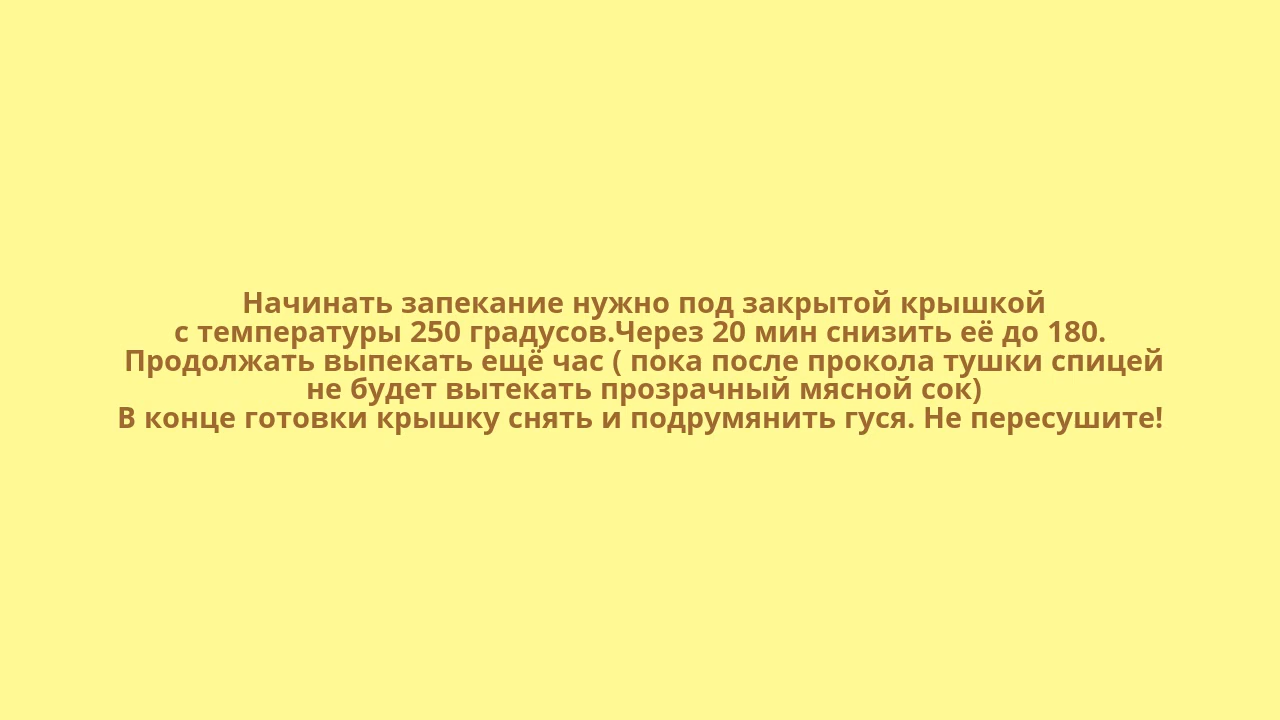 Начинать запекание нужно под закрытой крышкой
с температуры 250 градусов.Через 20 мин снизить её до 180.
Продолжать выпекать ещё час ( пока после прокола тушки спицей
не будет вытекать прозрачный мясной сок)
В конце готовки крышку снять и подрумянить гуся. Не пересушите!